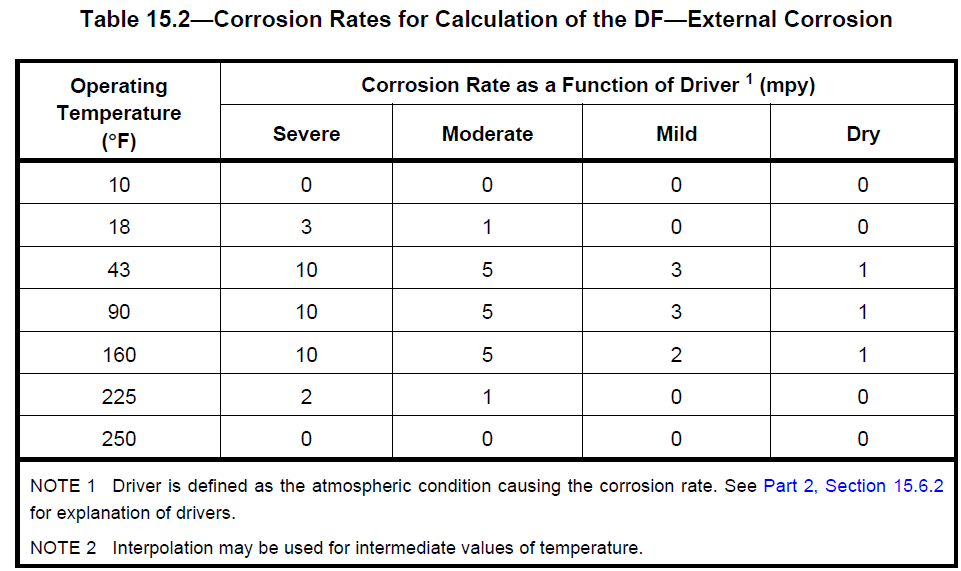 Table 15.2—Corrosion Rates for Calculation of the DF—External Corrosion
Operating
Temperature
(°F)
Corrosion Rate as a Function of Driver 1 (mpy)
Severe Moderate Mild Dry
10 0 0 0 0
18 3 1 0 0
43 10 5 3 1
90 10 5 3 1
160 10 5 2 1
225 2 1 0 0
250 0 0 0 0
NOTE 1 Driver is defined as the atmospheric condition causing the corrosion rate. See Part 2, Section 15.6.2
for explanation of drivers.
NOTE 2 Interpolation may be used for intermediate values of temperature.